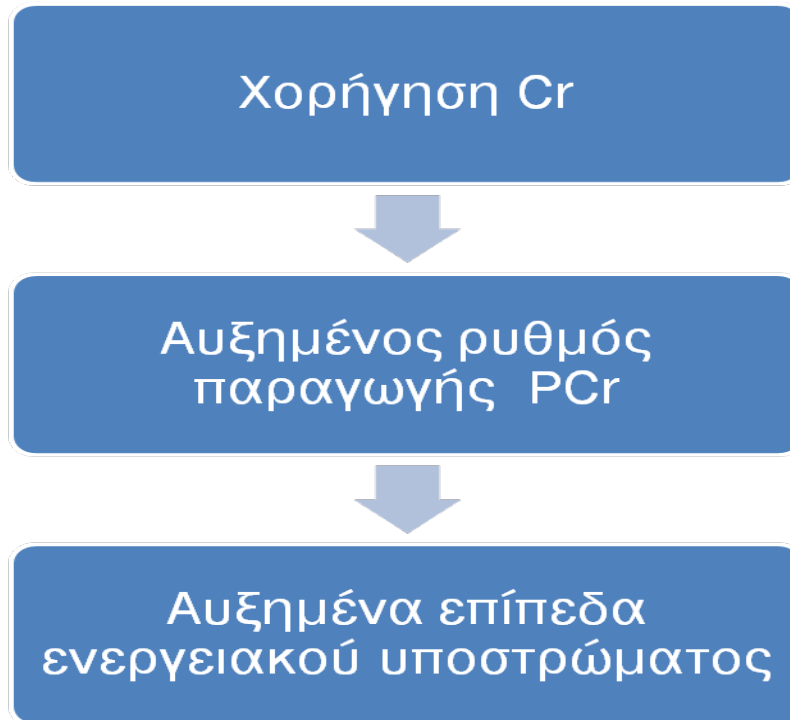 Χορήγηση Cr
Αυξημένος ρυθμός
παραγωγής PCr
Αυξημένα επίπεδα
ενεργειακού υποστρώματος